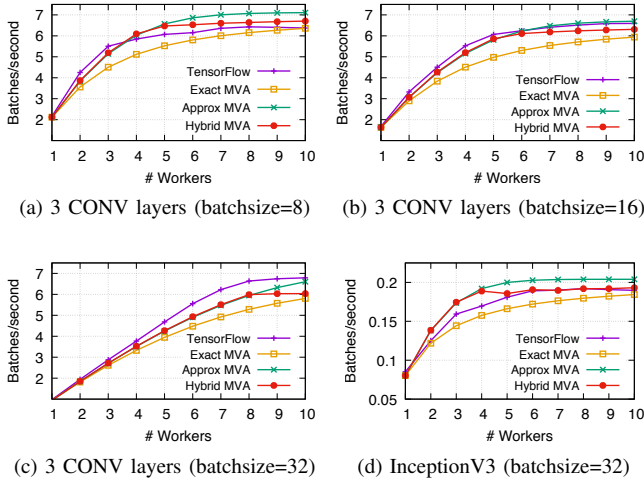 Batches/second
7
6
5
4
3
2
TensorFlow
Exact MVA
Approx MVA
Hybrid MVA
1 2 3 4 5 6 7 8 9 10
# Workers
(a) 3 CONV layers (batchsize=8)
Batches/second
7
6
5
4
3
2
TensorFlow
Exact MVA
Approx MVA
Hybrid MVA
1 2 3 4 5 6 7 8 9 10
# Workers
(b) 3 CONV layers (batchsize=16)
Batches/second
7
6
5
4
3
2
TensorFlow
Exact MVA
Approx MVA
Hybrid MVA
1 2 3 4 5 6 7 8 9 10
# Workers
(c) 3 CONV layers (batchsize=32)
Batches/second
0.2
0.15
0.1
0.05
TensorFlow
Exact MVA
Approx MVA
Hybrid MVA
1 2 3 4 5 6 7 8 9 10
# Workers
(d) InceptionV3 (batchsize=32)